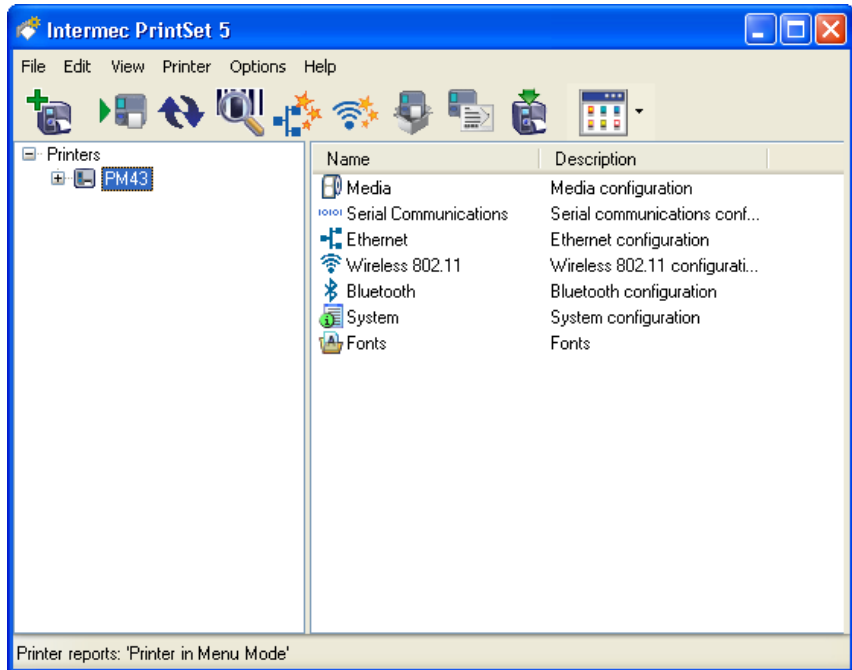 Intermec PrintSet 5
File Edit View Printer Options Help
Printers
PM43
Name Description
Media Media configuration
Serial Communications Serial communications conf...
Ethernet Ethernet configuration
Wireless 802.11 Wireless 802.11 configurati...
Bluetooth Bluetooth configuration
System System configuration
Fonts Fonts
Printer reports: 'Printer in Menu Mode'